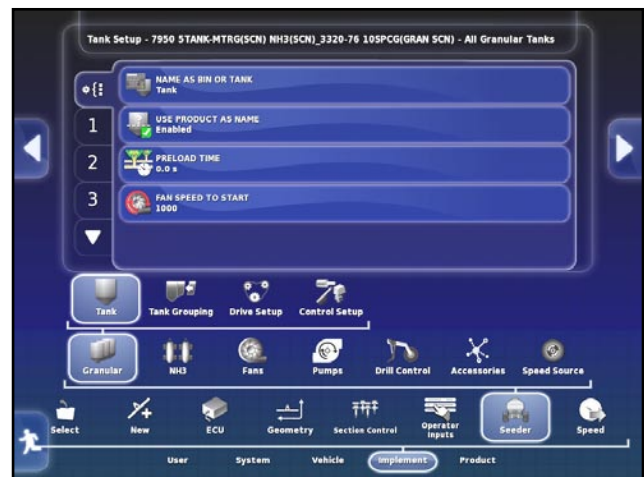 Tank Setup - 7950 5TANK-MTRG(SCN) NH3(SCN)_3320-76 10SPCG(GRAN SCN) - All Granular Tanks
NAME AS BIN OR TANK
Tank
1
USE PRODUCT AS NAME
Enabled
2
PRELOAD TIME
0.0 s
3
FAN SPEED TO START
1000
Tank Tank Grouping Drive Setup Control Setup
Granular NH3 Fans Pumps Drill Control Accessories Speed Source
Select New ECU Geometry Section Control Operator Inputs Seeder Speed
User System Vehicle Implement Product